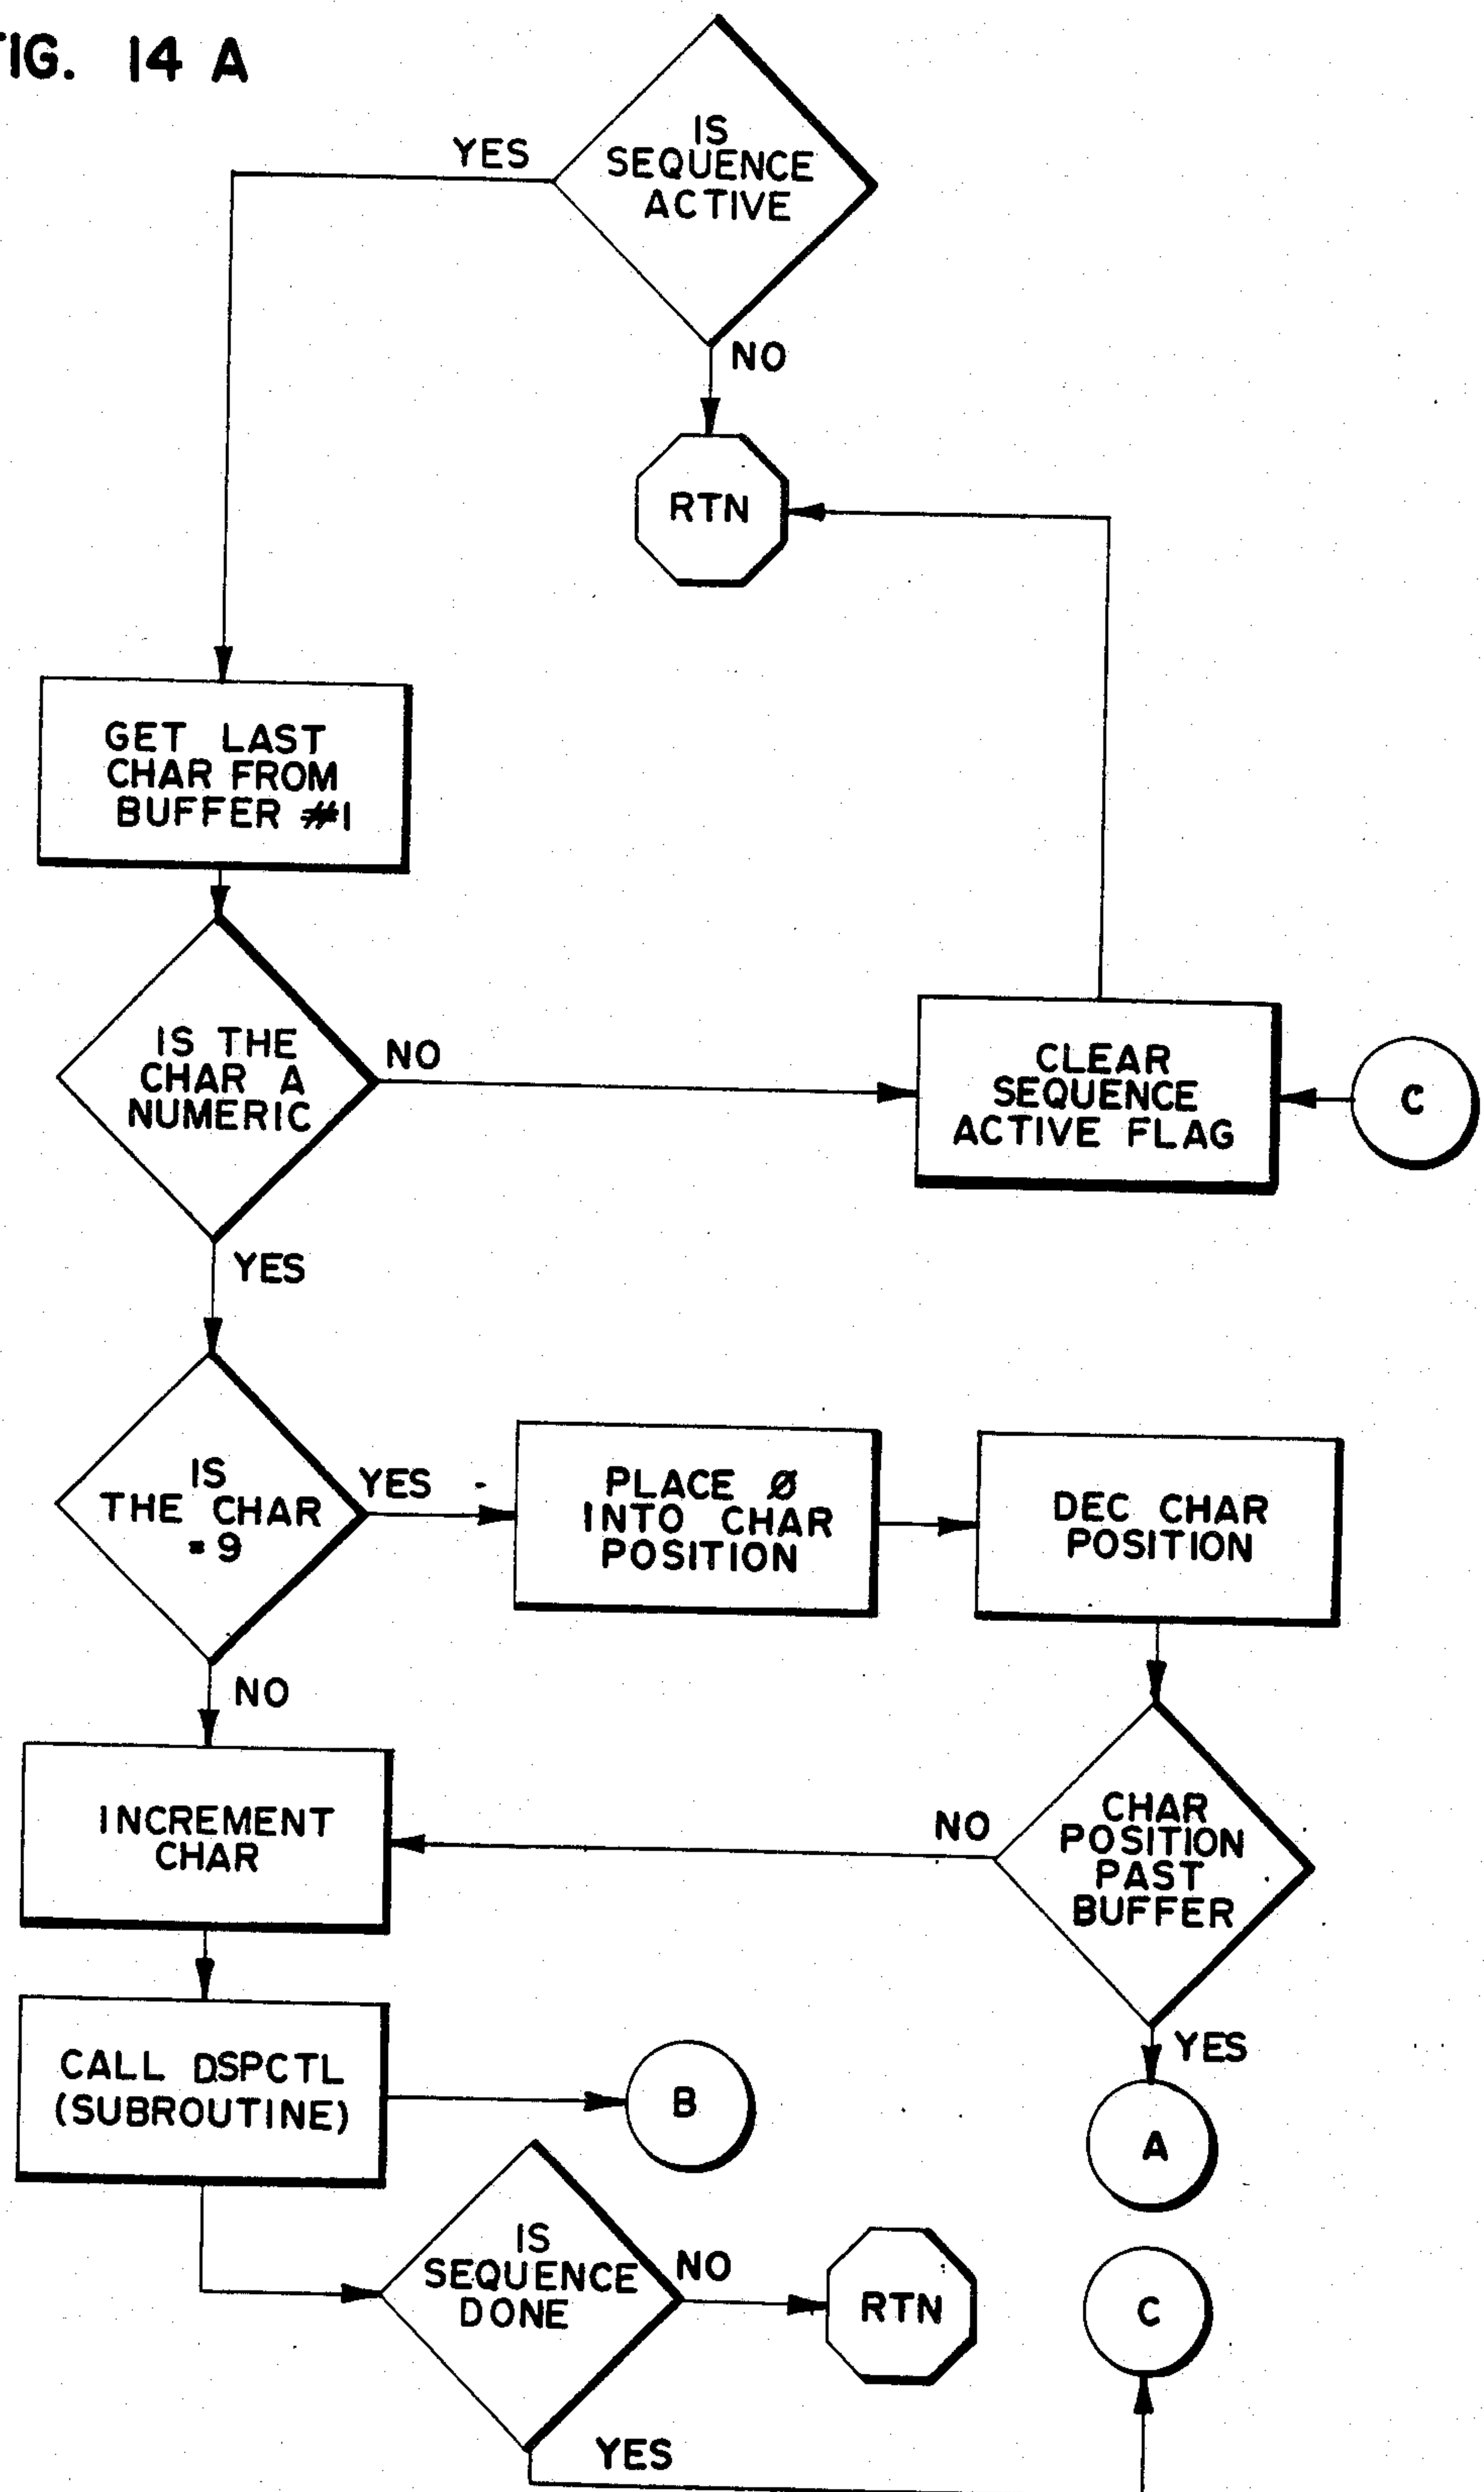 FIG. 14 A
IS
SEQUENCE
ACTIVE
YES
NO
RTN
GET LAST
CHAR FROM
BUFFER #1
IS THE
CHAR A
NUMERIC
NO
YES
CLEAR
SEQUENCE
ACTIVE FLAG
C
IS
THE CHAR
=9
YES
NO
PLACE Ø
INTO CHAR
POSITION
DEC CHAR
POSITION
INCREMENT
CHAR
CHAR
POSITION
PAST
BUFFER
NO
YES
A
CALL DSPCTL
(SUBROUTINE)
B
IS
SEQUENCE
DONE
NO
RTN
YES
C